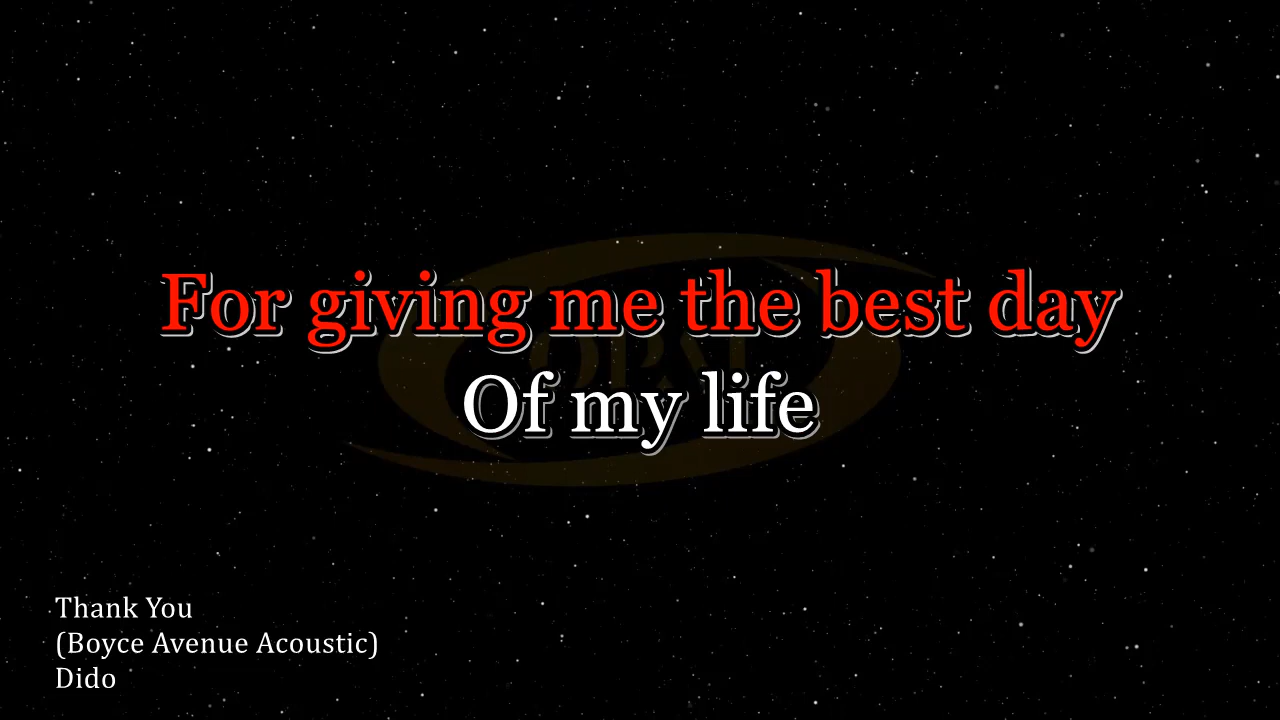 For giving me the best day
Of my life
Thank You
(Boyce Avenue Acoustic)
Dido